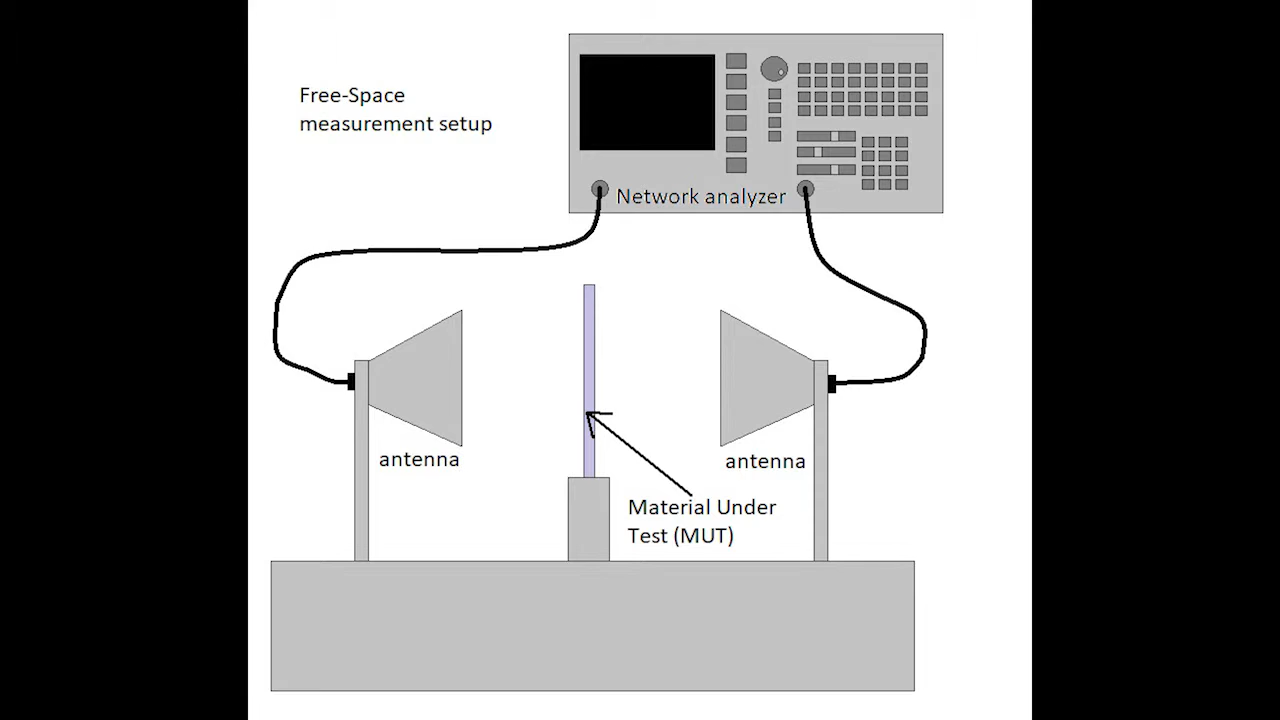 Free-Space
measurement setup
Network analyzer
antenna
antenna
Material Under
Test (MUT)